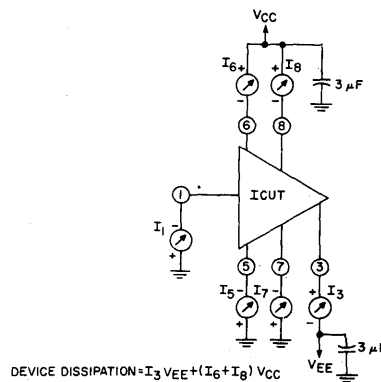 VCC
I6 + + I8
- - 3 µF
6 8
1 ICUT
I1 -
+
5 7 3
I5 - I7 - + I3
+ + -
VEE 3 µF
DEVICE DISSIPATION=I3 VEE+(I6+I8) VCC